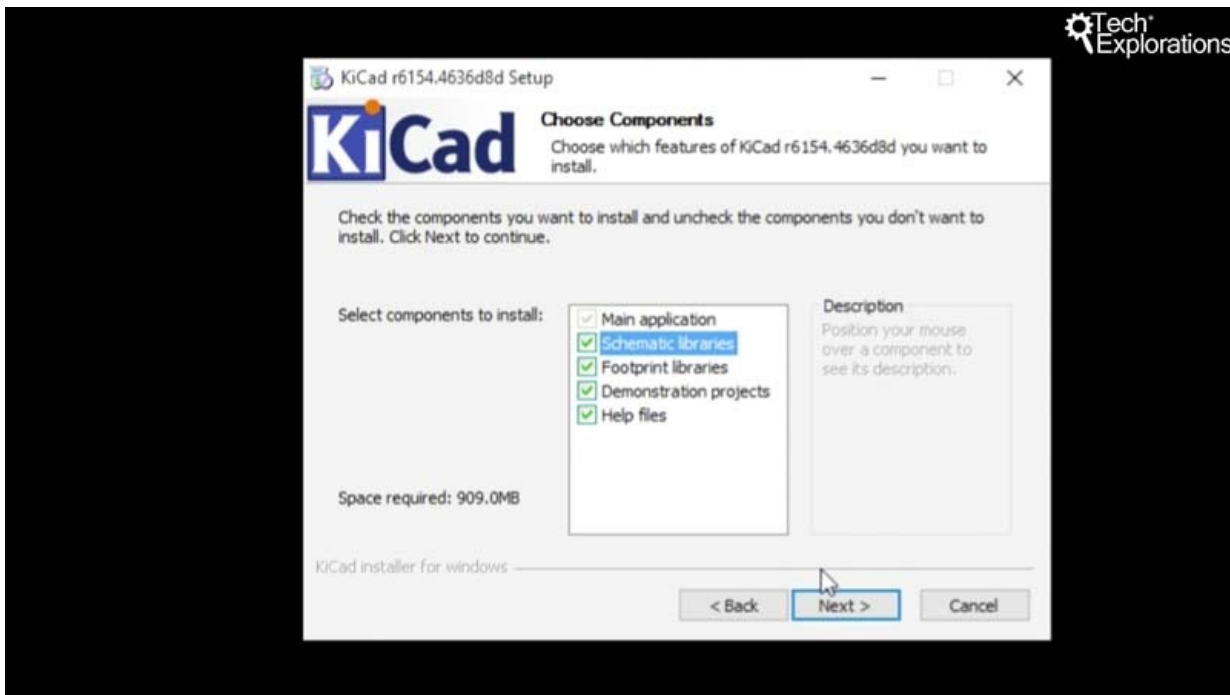 Tech
Explorations
KiCad r6154.4636d8d Setup
KiCad
Choose Components
Choose which features of KiCad r6154.4636d8d you want to
install.
Check the components you want to install and uncheck the components you don't want to
install. Click Next to continue.
Select components to install:
Main application
Schematic libraries
Footprint libraries
Demonstration projects
Help files
Description
Position your mouse
over a component to
see its description.
Space required: 909.0MB
KiCad installer for windows
< Back
Next >
Cancel